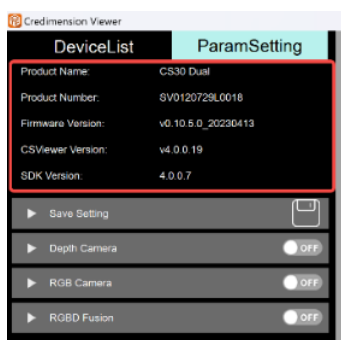 Credimension Viewer
DeviceList ParamSetting
Product Name: CS30 Dual
Product Number: SV0120729L0018
Firmware Version: v0.10.5.0_20230413
CSViewer Version: v4.0.0.19
SDK Version: 4.0.0.7
Save Setting
Depth Camera OFF
RGB Camera OFF
RGBD Fusion OFF